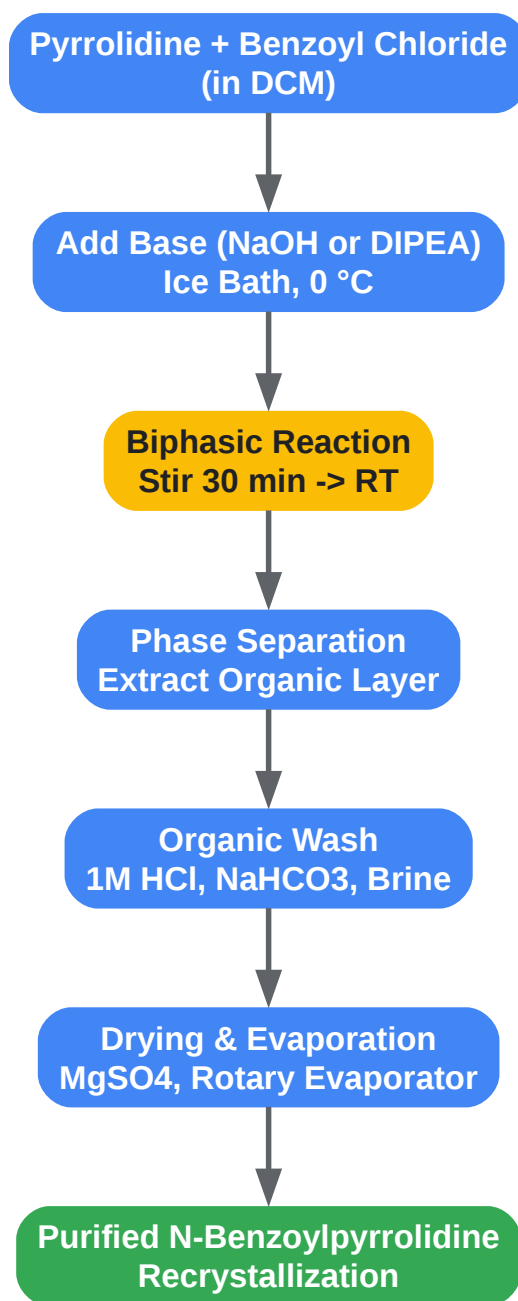 Pyrrolidine + Benzoyl Chloride
(in DCM)
Add Base (NaOH or DIPEA)
Ice Bath, 0 °C
Biphasic Reaction
Stir 30 min -> RT
Phase Separation
Extract Organic Layer
Organic Wash
1M HCl, NaHCO3, Brine
Drying & Evaporation
MgSO4, Rotary Evaporator
Purified N-Benzoylpyrrolidine
Recrystallization